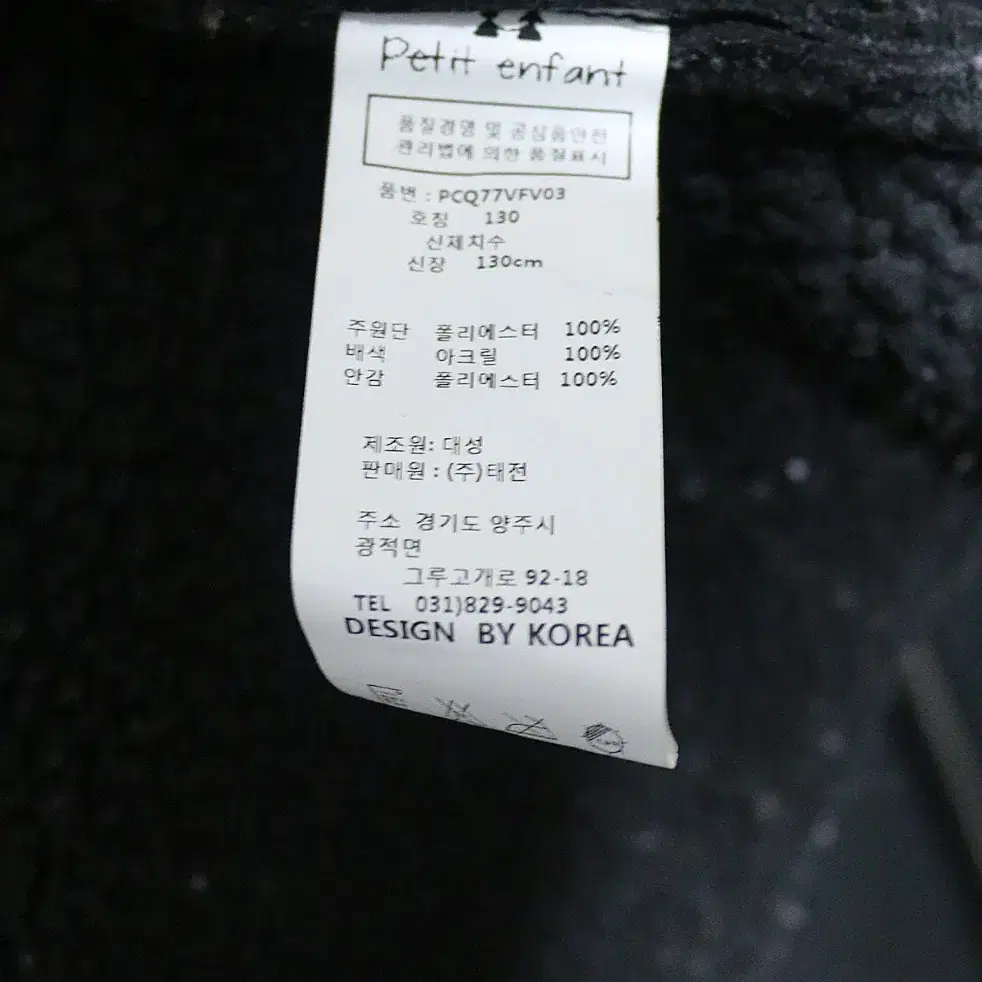 Petit enfant
품질경영 및 공산품안전
관리법에 의한 품질표시
품번 : PCQ77VFV03
호칭 130
신제치수
신장 130cm
주원단 폴리에스터 100%
배색 아크릴 100%
안감 폴리에스터 100%
제조원: 대성
판매원 : (주)태전
주소 경기도 양주시
광적면
그루고개로 92-18
TEL 031)829-9043
DESIGN BY KOREA